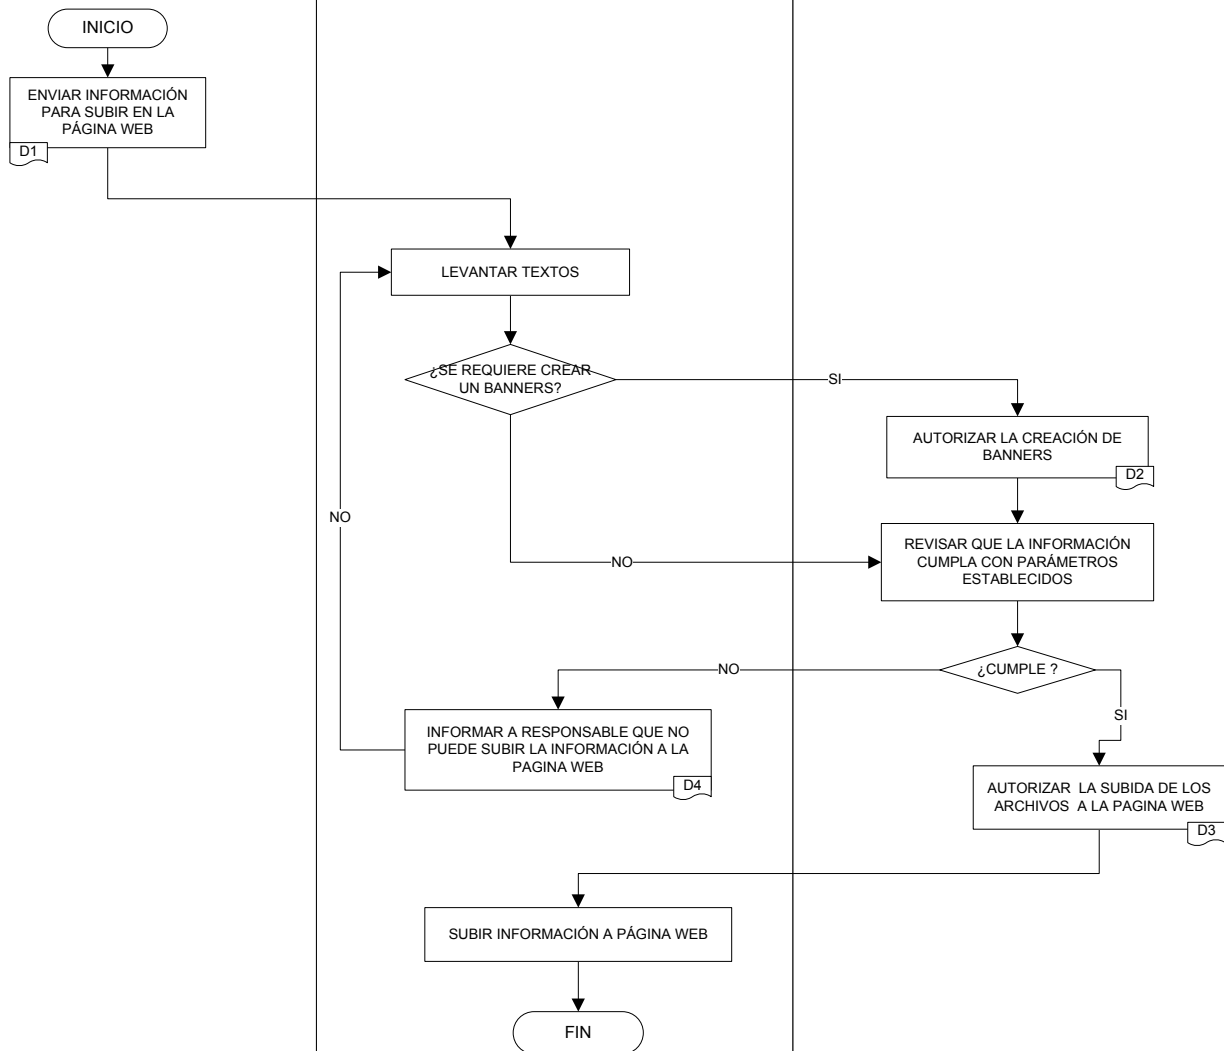 INICIO
ENVIAR INFORMACIÓN
PARA SUBIR EN LA
PÁGINA WEB
D1
LEVANTAR TEXTOS
¿SE REQUIERE CREAR
UN BANNERS?
SI
AUTORIZAR LA CREACIÓN DE
BANNERS
D2
NO
REVISAR QUE LA INFORMACIÓN
CUMPLA CON PARÁMETROS
ESTABLECIDOS
NO
¿CUMPLE ?
NO
SI
INFORMAR A RESPONSABLE QUE NO
PUEDE SUBIR LA INFORMACIÓN A LA
PAGINA WEB
D4
AUTORIZAR LA SUBIDA DE LOS
ARCHIVOS A LA PAGINA WEB
D3
SUBIR INFORMACIÓN A PÁGINA WEB
FIN